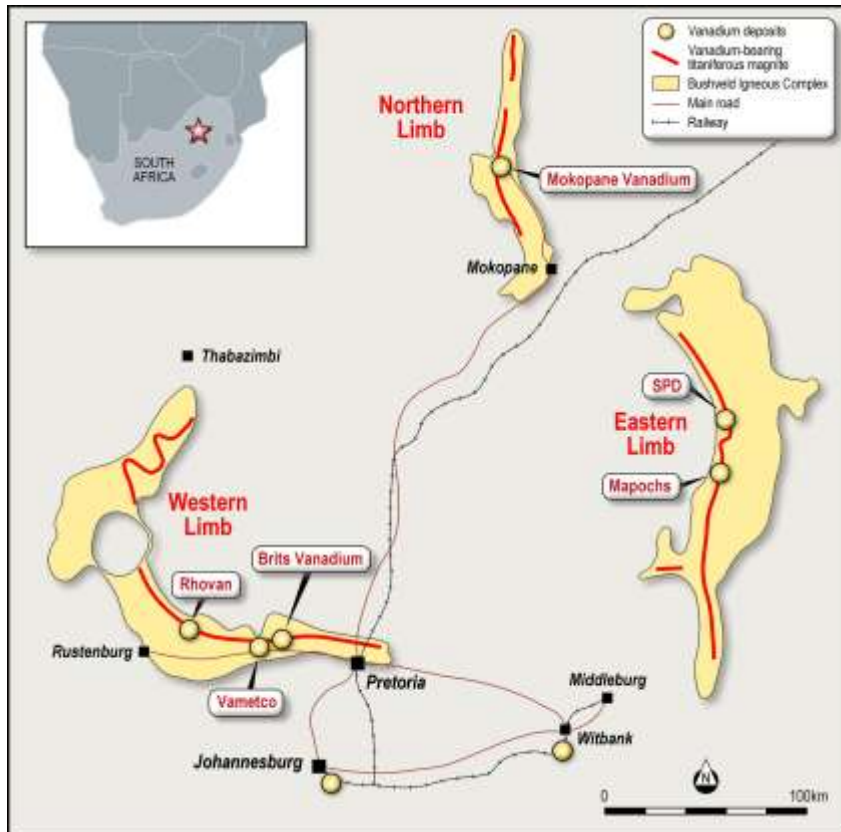 SOUTH
AFRICA
Vanadium deposits
Vanadium-bearing
titaniferous magnite
Bushveld Igneous Complex
Main road
Railway
Northern
Limb
Mokopane Vanadium
Mokopane
Thabazimbi
SPD
Eastern
Limb
Mapochs
Western
Limb
Brits Vanadium
Rhovan
Rustenburg
Vametco
Pretoria
Middleburg
Witbank
Johannesburg
N
0
100km